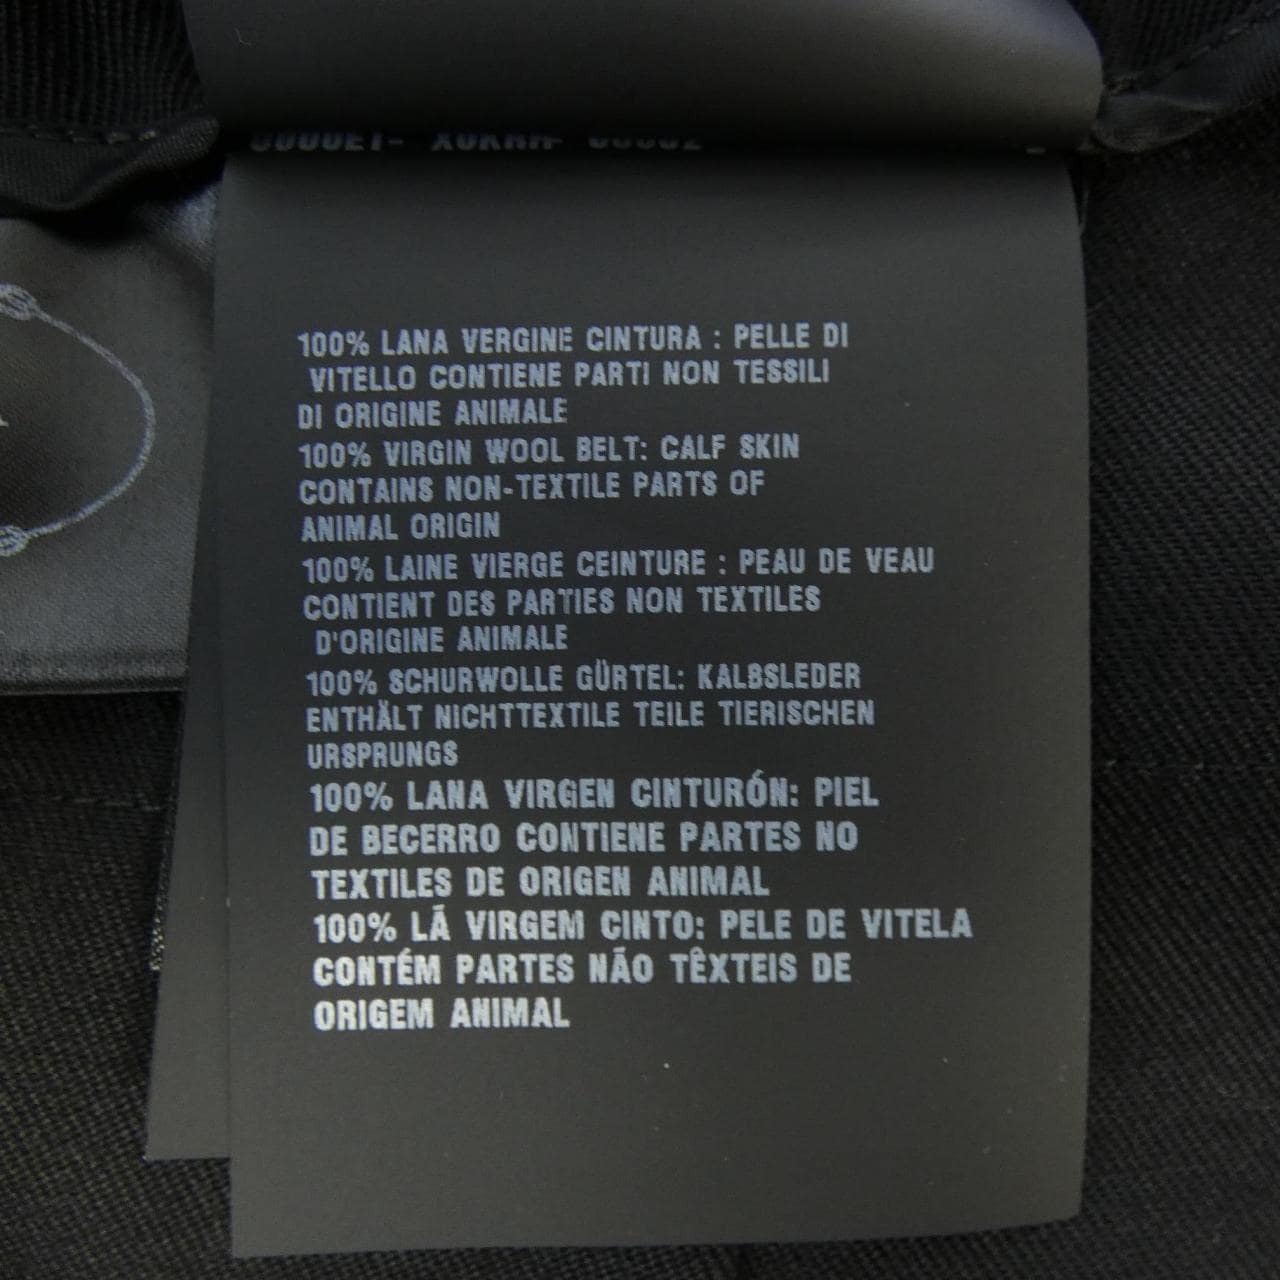 100% LANA VERGINE CINTURA : PELLE DI
VITELLO CONTIENE PARTI NON TESSILI
DI ORIGINE ANIMALE
100% VIRGIN WOOL BELT: CALF SKIN
CONTAINS NON-TEXTILE PARTS OF
ANIMAL ORIGIN
100% LAINE VIERGE CEINTURE : PEAU DE VEAU
CONTIENT DES PARTIES NON TEXTILES
D'ORIGINE ANIMALE
100% SCHURWOLLE GÜRTEL: KALBSLEDER
ENTHÄLT NICHTTEXTILE TEILE TIERISCHEN
URSPRUNGS
100% LANA VIRGEN CINTURÓN: PIEL
DE BECERRO CONTIENE PARTES NO
TEXTILES DE ORIGEN ANIMAL
100% LÃ VIRGEM CINTO: PELE DE VITELA
CONTÉM PARTES NÃO TÊXTEIS DE
ORIGEM ANIMAL